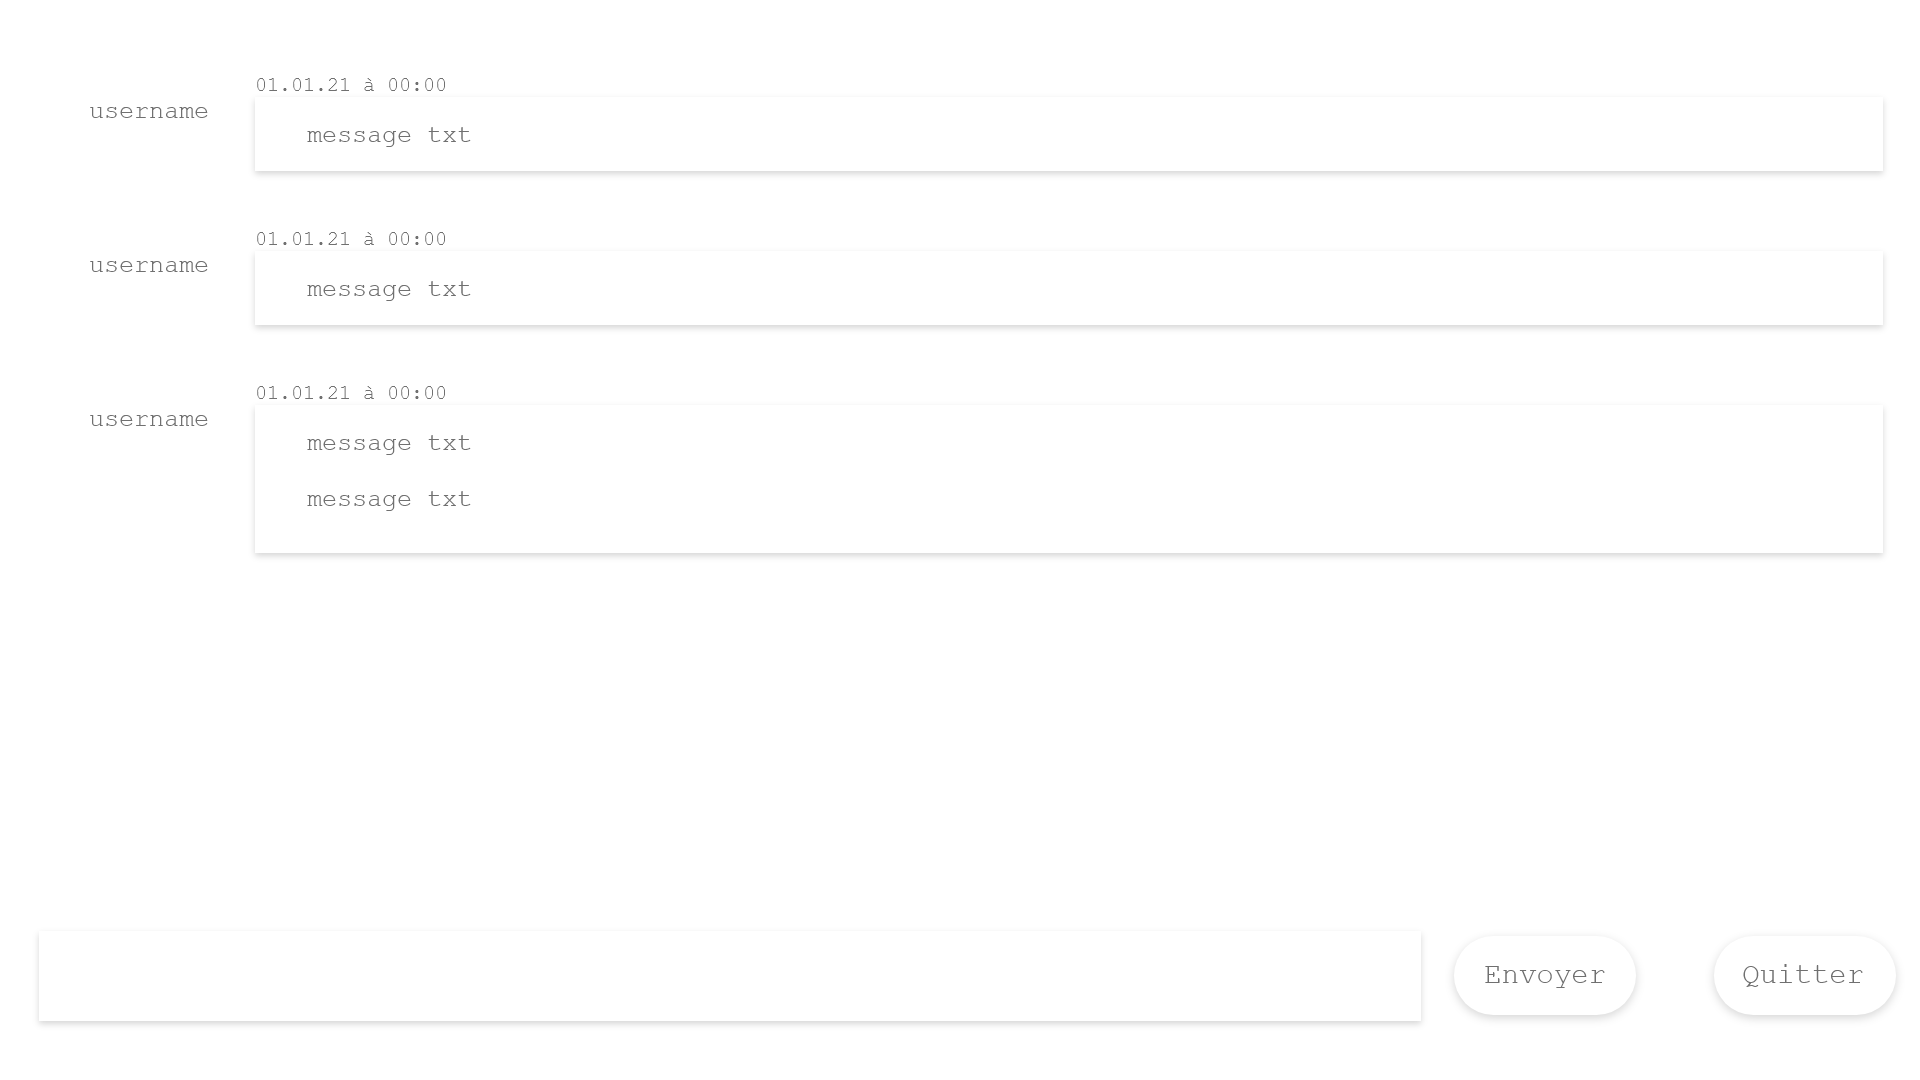 01.01.21 à 00:00
username
message txt
01.01.21 à 00:00
username
message txt
01.01.21 à 00:00
username
message txt
message txt
Envoyer
Quitter